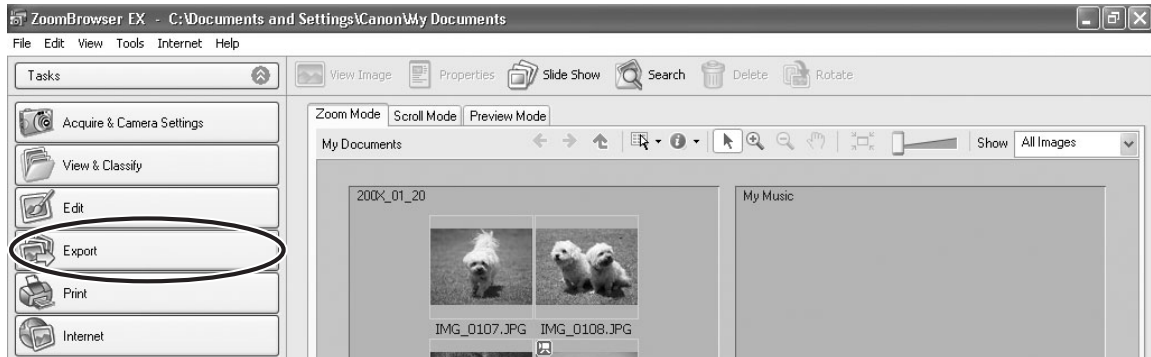 ZoomBrowser EX - C:\Documents and Settings\Canon\My Documents
File Edit View Tools Internet Help
Tasks
View Image Properties Slide Show Search Delete Rotate
Acquire & Camera Settings
View & Classify
Edit
Export
Print
Internet
Zoom Mode Scroll Mode Preview Mode
My Documents
Show All Images
200X_01_20
My Music
IMG_0107.JPG IMG_0108.JPG